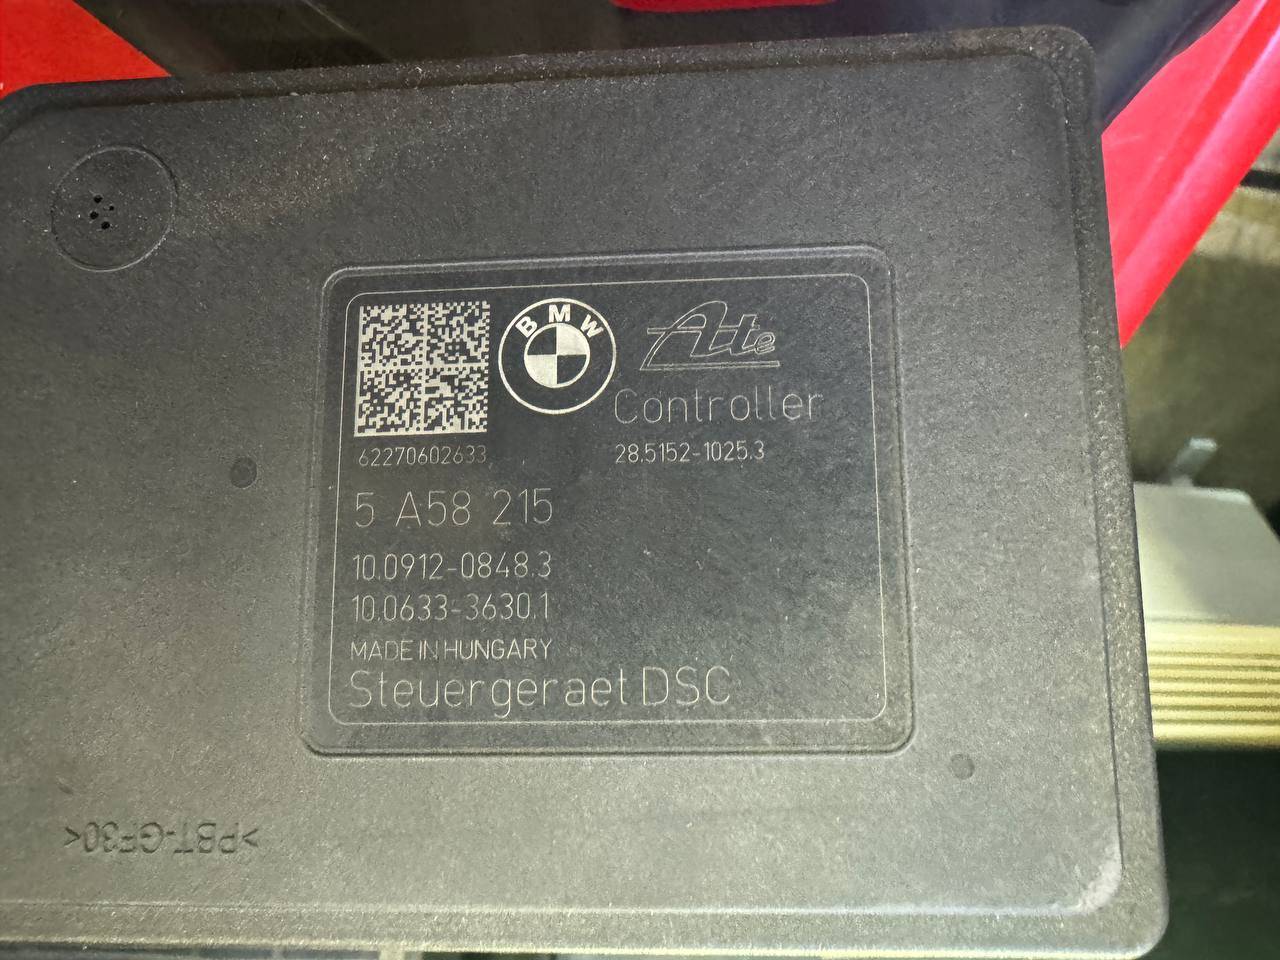 BMW
Ate
Controller
62270602633
28.5152-1025.3
5 A58 215
10.0912-0848.3
10.0633-3630.1
MADE IN HUNGARY
Steuergeraet DSC
>PBT-GF30<